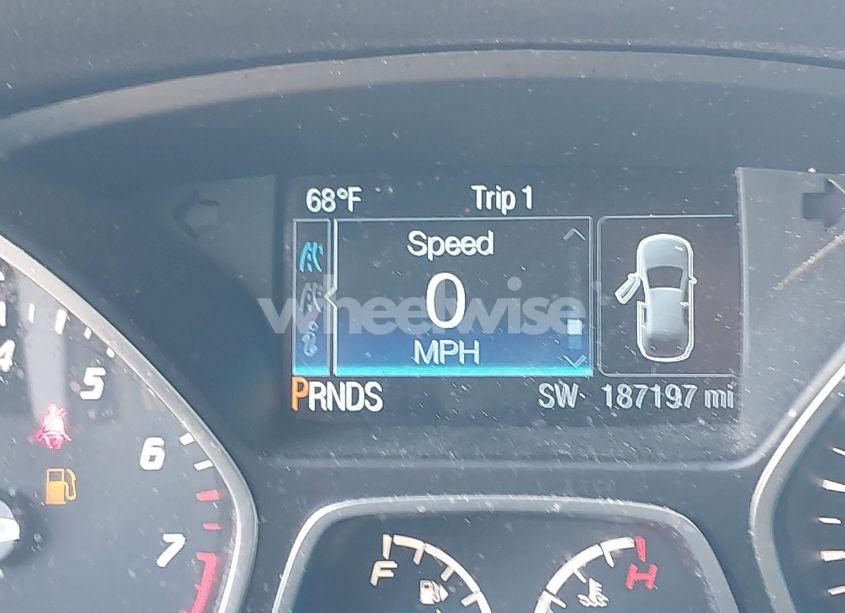 68°F Trip 1
Speed
0
MPH
PRNDS SW 187197 mi
wheelwise
4
5
6
7
F
H